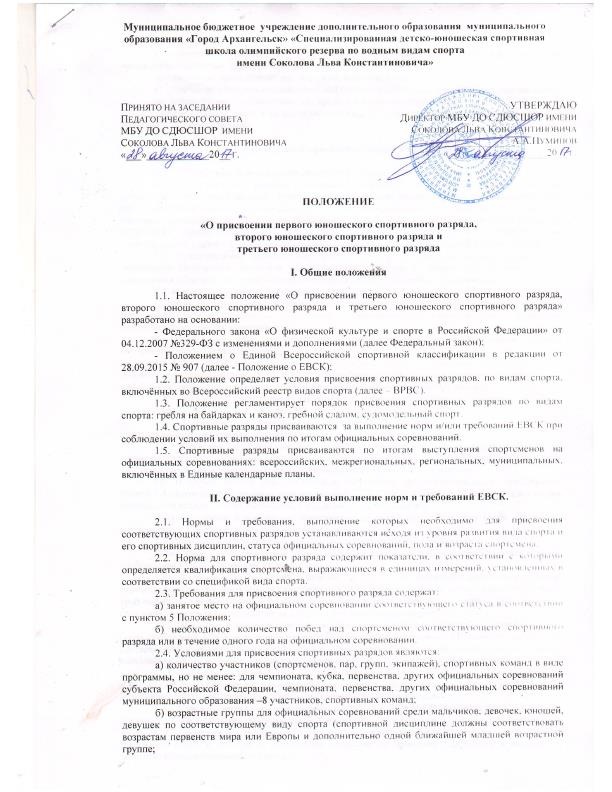 Муниципальное бюджетное учреждение дополнительного образования муниципального
образования «Город Архангельск» «Специализированная детско-юношеская спортивная
школа олимпийского резерва по водным видам спорта
имени Соколова Льва Константиновича»
ПРИНЯТО НА ЗАСЕДАНИИ
ПЕДАГОГИЧЕСКОГО СОВЕТА
МБУ ДО СДЮСШОР ИМЕНИ
СОКОЛОВА ЛЬВА КОНСТАНТИНОВИЧА
«28» августа 2017г.
УТВЕРЖДАЮ
ДИРЕКТОР МБУ ДО СДЮСШОР ИМЕНИ
СОКОЛОВА ЛЬВА КОНСТАНТИНОВИЧА
«28» августа 2017
ПОЛОЖЕНИЕ
«О присвоении первого юношеского спортивного разряда,
второго юношеского спортивного разряда и
третьего юношеского спортивного разряда
I. Общие положения
1.1. Настоящее положение «О присвоении первого юношеского спортивного разряда,
второго юношеского спортивного разряда и третьего юношеского спортивного разряда»
разработано на основании:
- Федерального закона «О физической культуре и спорте в Российской Федерации» от
04.12.2007 №329-ФЗ с изменениями и дополнениями (далее Федеральный закон);
- Положением о Единой Всероссийской спортивной классификации в редакции от
28.09.2015 № 907 (далее - Положение о ЕВСК);
1.2. Положение определяет условия присвоения спортивных разрядов. по видам спорта,
включённых во Всероссийский реестр видов спорта (далее – ВРВС).
1.3. Положение регламентирует порядок присвоения спортивных разрядов по видам
спорта: гребля на байдарках и каноэ, гребной слалом, судомодельный спорт.
1.4. Спортивные разряды присваиваются за выполнение норм и/или требований ЕВСК при
соблюдении условий их выполнения по итогам официальных соревнований.
1.5. Спортивные разряды присваиваются по итогам выступления спортсменов на
официальных соревнованиях: всероссийских, межрегиональных, региональных, муниципальных,
включённых в Единые календарные планы.
II. Содержание условий выполнение норм и требований ЕВСК.
2.1. Нормы и требования, выполнение которых необходимо для присвоения
соответствующих спортивных разрядов устанавливаются исходя из уровня развития вида спорта и
его спортивных дисциплин, статуса официальных соревнований, пола и возраста спортсмена.
2.2. Норма для спортивного разряда содержит показатели, в соответствии с которыми
определяется квалификация спортсмена, выражающиеся в единицах измерений, установленных в
соответствии со спецификой вида спорта.
2.3. Требования для присвоения спортивного разряда содержат:
а) занятое место на официальном соревновании соответствующего статуса в соответствии
с пунктом 5 Положения;
б) необходимое количество побед над спортсменом соответствующего спортивного
разряда или в течение одного года на официальном соревновании.
2.4. Условиями для присвоения спортивных разрядов являются:
а) количество участников (спортсменов, пар, групп, экипажей), спортивных команд в виде
программы, но не менее: для чемпионата, кубка, первенства, других официальных соревнований
субъекта Российской Федерации, чемпионата, первенства, других официальных соревнований
муниципального образования –8 участников, спортивных команд;
б) возрастные группы для официальных соревнований среди мальчиков, девочек, юношей,
девушек по соответствующему виду спорта (спортивной дисциплине должны соответствовать
возрастам первенств мира или Европы и дополнительно одной ближайшей младшей возрастной
группе;